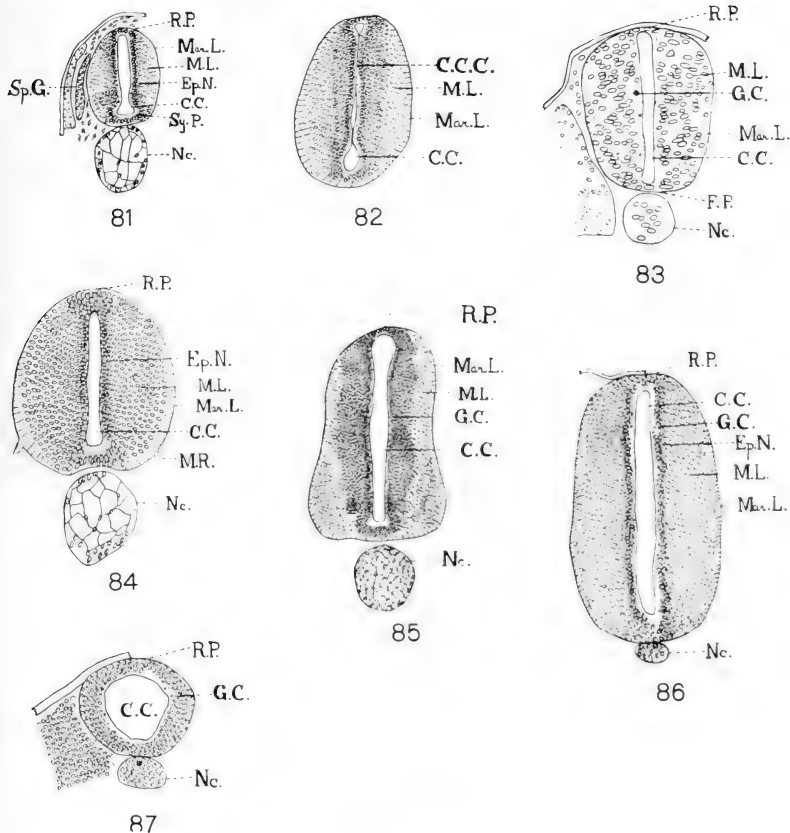 R.P.
Mar.L.
M.L.
Sp.G.
Ep.N.
C.C.
Sy.P.
Nc.
81
C.C.C.
M.L.
Mar.L.
C.C.
82
R.P.
M.L.
G.C.
Mar.L.
C.C.
F.P.
Nc.
83
R.P.
Ep.N.
M.L.
Mar.L.
C.C.
M.R.
Nc.
84
R.P.
Mar.L.
M.L.
G.C.
C.C.
Nc.
85
R.P.
C.C.
G.C.
Ep.N.
M.L.
Mar.L.
Nc.
86
R.P.
G.C.
C.C.
Nc.
87